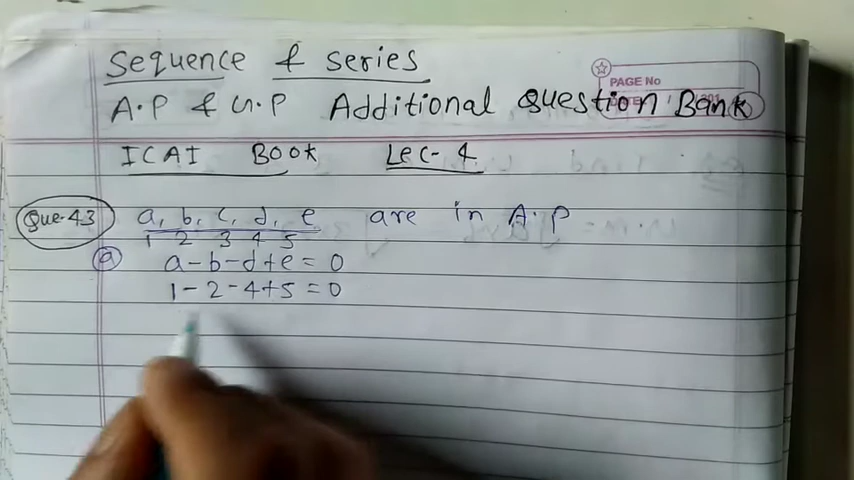 Sequence & series
PAGE No
A.P & G.P Additional Question Bank
ICAI BOOK Lec-4
Que-43 a, b, c, d, e are in A.P
1 2 3 4 5
(a) a-b-d+e=0
1-2-4+5=0